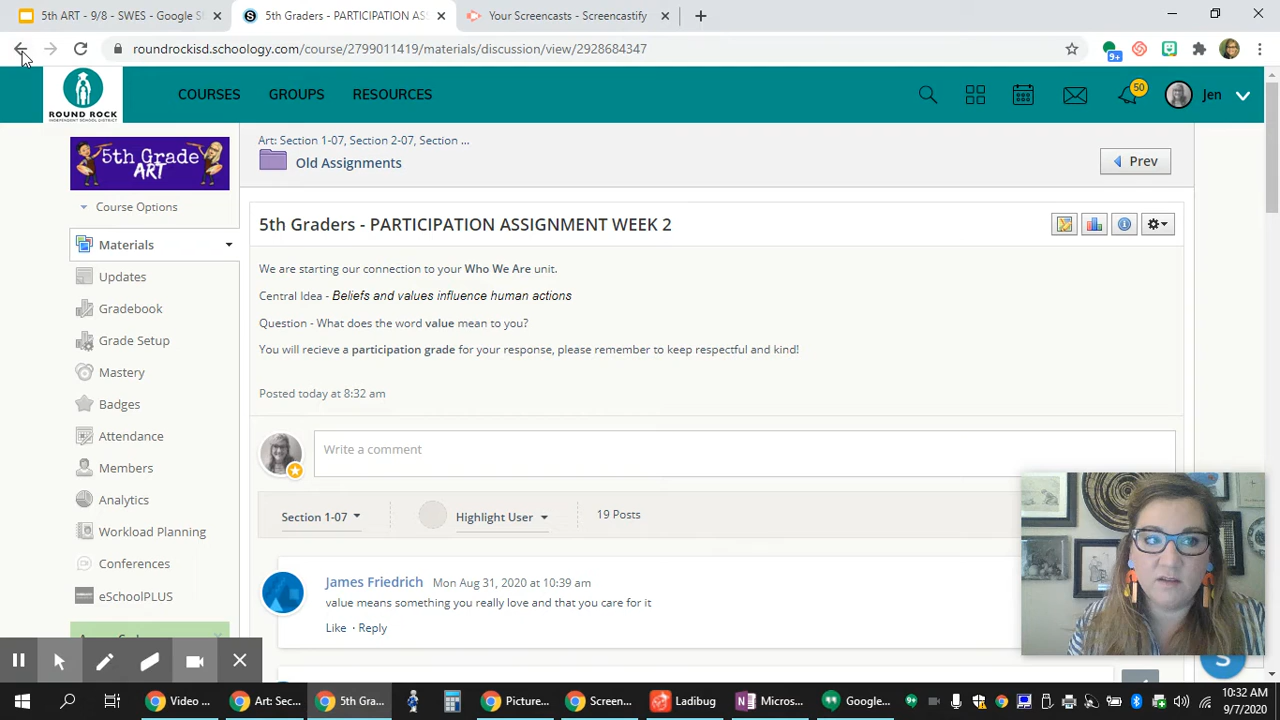 5th ART - 9/8 - SWES - Google S
5th Graders - PARTICIPATION AS
Your Screencasts - Screencastify
roundrockisd.schoology.com/course/2799011419/materials/discussion/view/2928684347
9+
ROUND ROCK
INDEPENDENT SCHOOL DISTRICT
COURSES
GROUPS
RESOURCES
50
Jen
5th Grade
ART
Course Options
Materials
Updates
Gradebook
Grade Setup
Mastery
Badges
Attendance
Members
Analytics
Workload Planning
Conferences
eSchoolPLUS
Art: Section 1-07, Section 2-07, Section ...
Old Assignments
Prev
5th Graders - PARTICIPATION ASSIGNMENT WEEK 2
We are starting our connection to your Who We Are unit.
Central Idea - Beliefs and values influence human actions
Question - What does the word value mean to you?
You will recieve a participation grade for your response, please remember to keep respectful and kind!
Posted today at 8:32 am
Write a comment
Section 1-07
Highlight User
19 Posts
James Friedrich Mon Aug 31, 2020 at 10:39 am
value means something you really love and that you care for it
Like · Reply
S
Video ...
Art: Sec...
5th Gra...
Picture...
Screen...
Ladibug
Micros...
Google...
9+
10:32 AM
9/7/2020